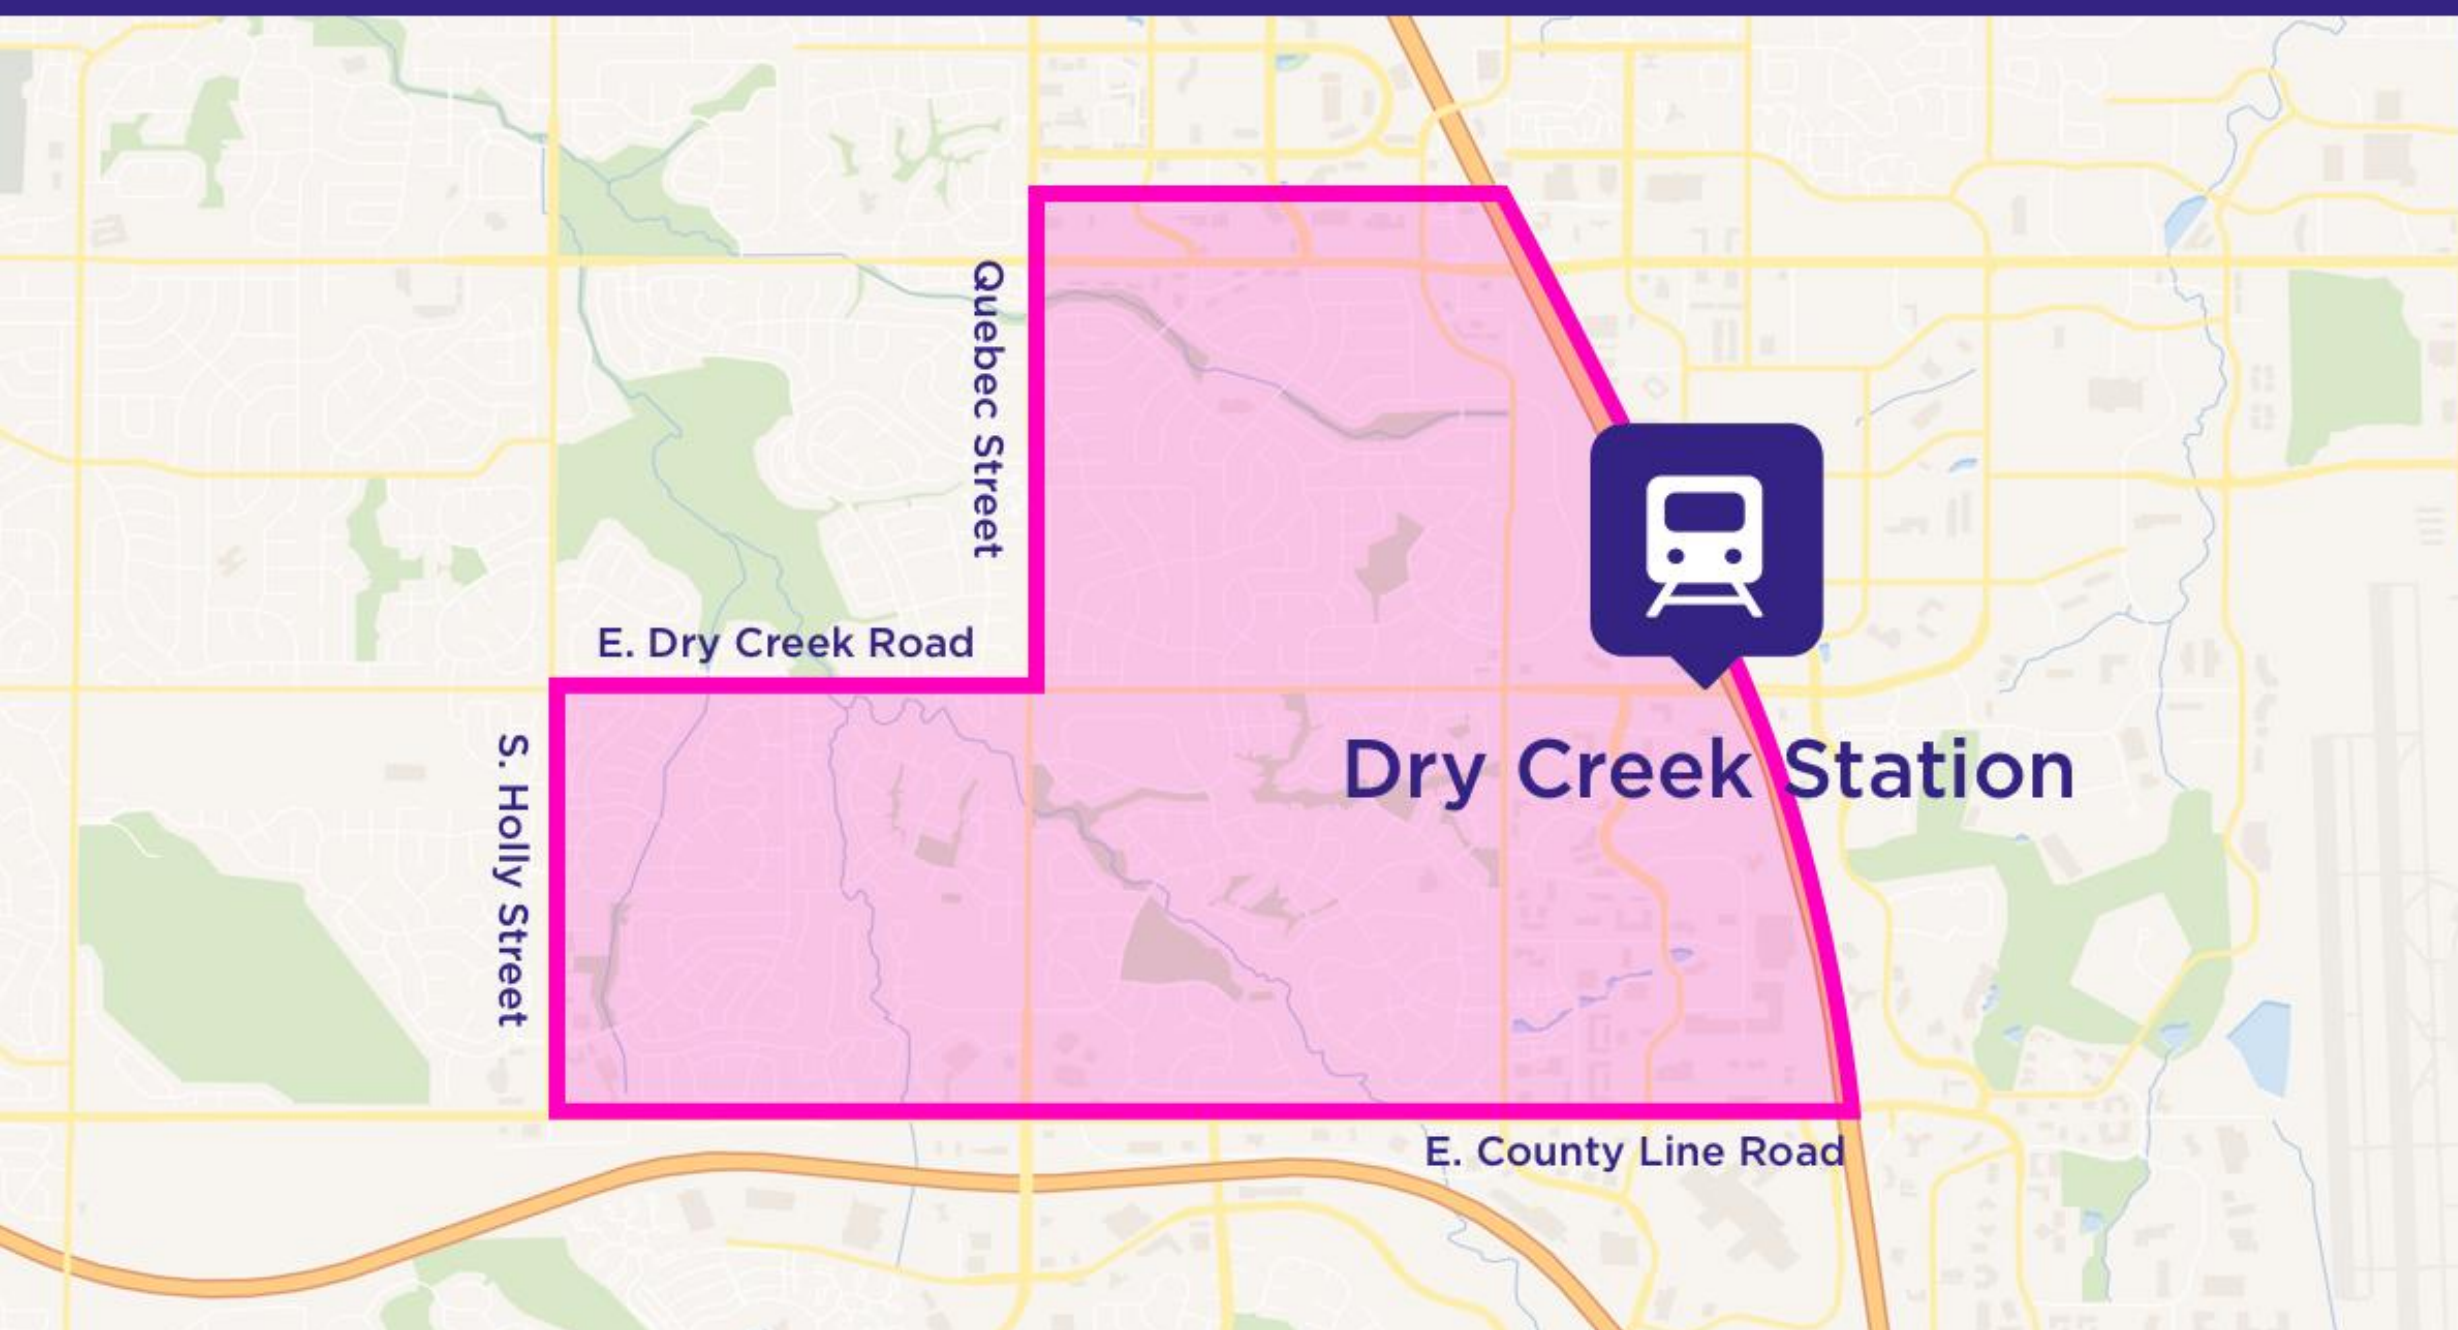 Quebec Street
E. Dry Creek Road
S. Holly Street
Dry Creek Station
E. County Line Road